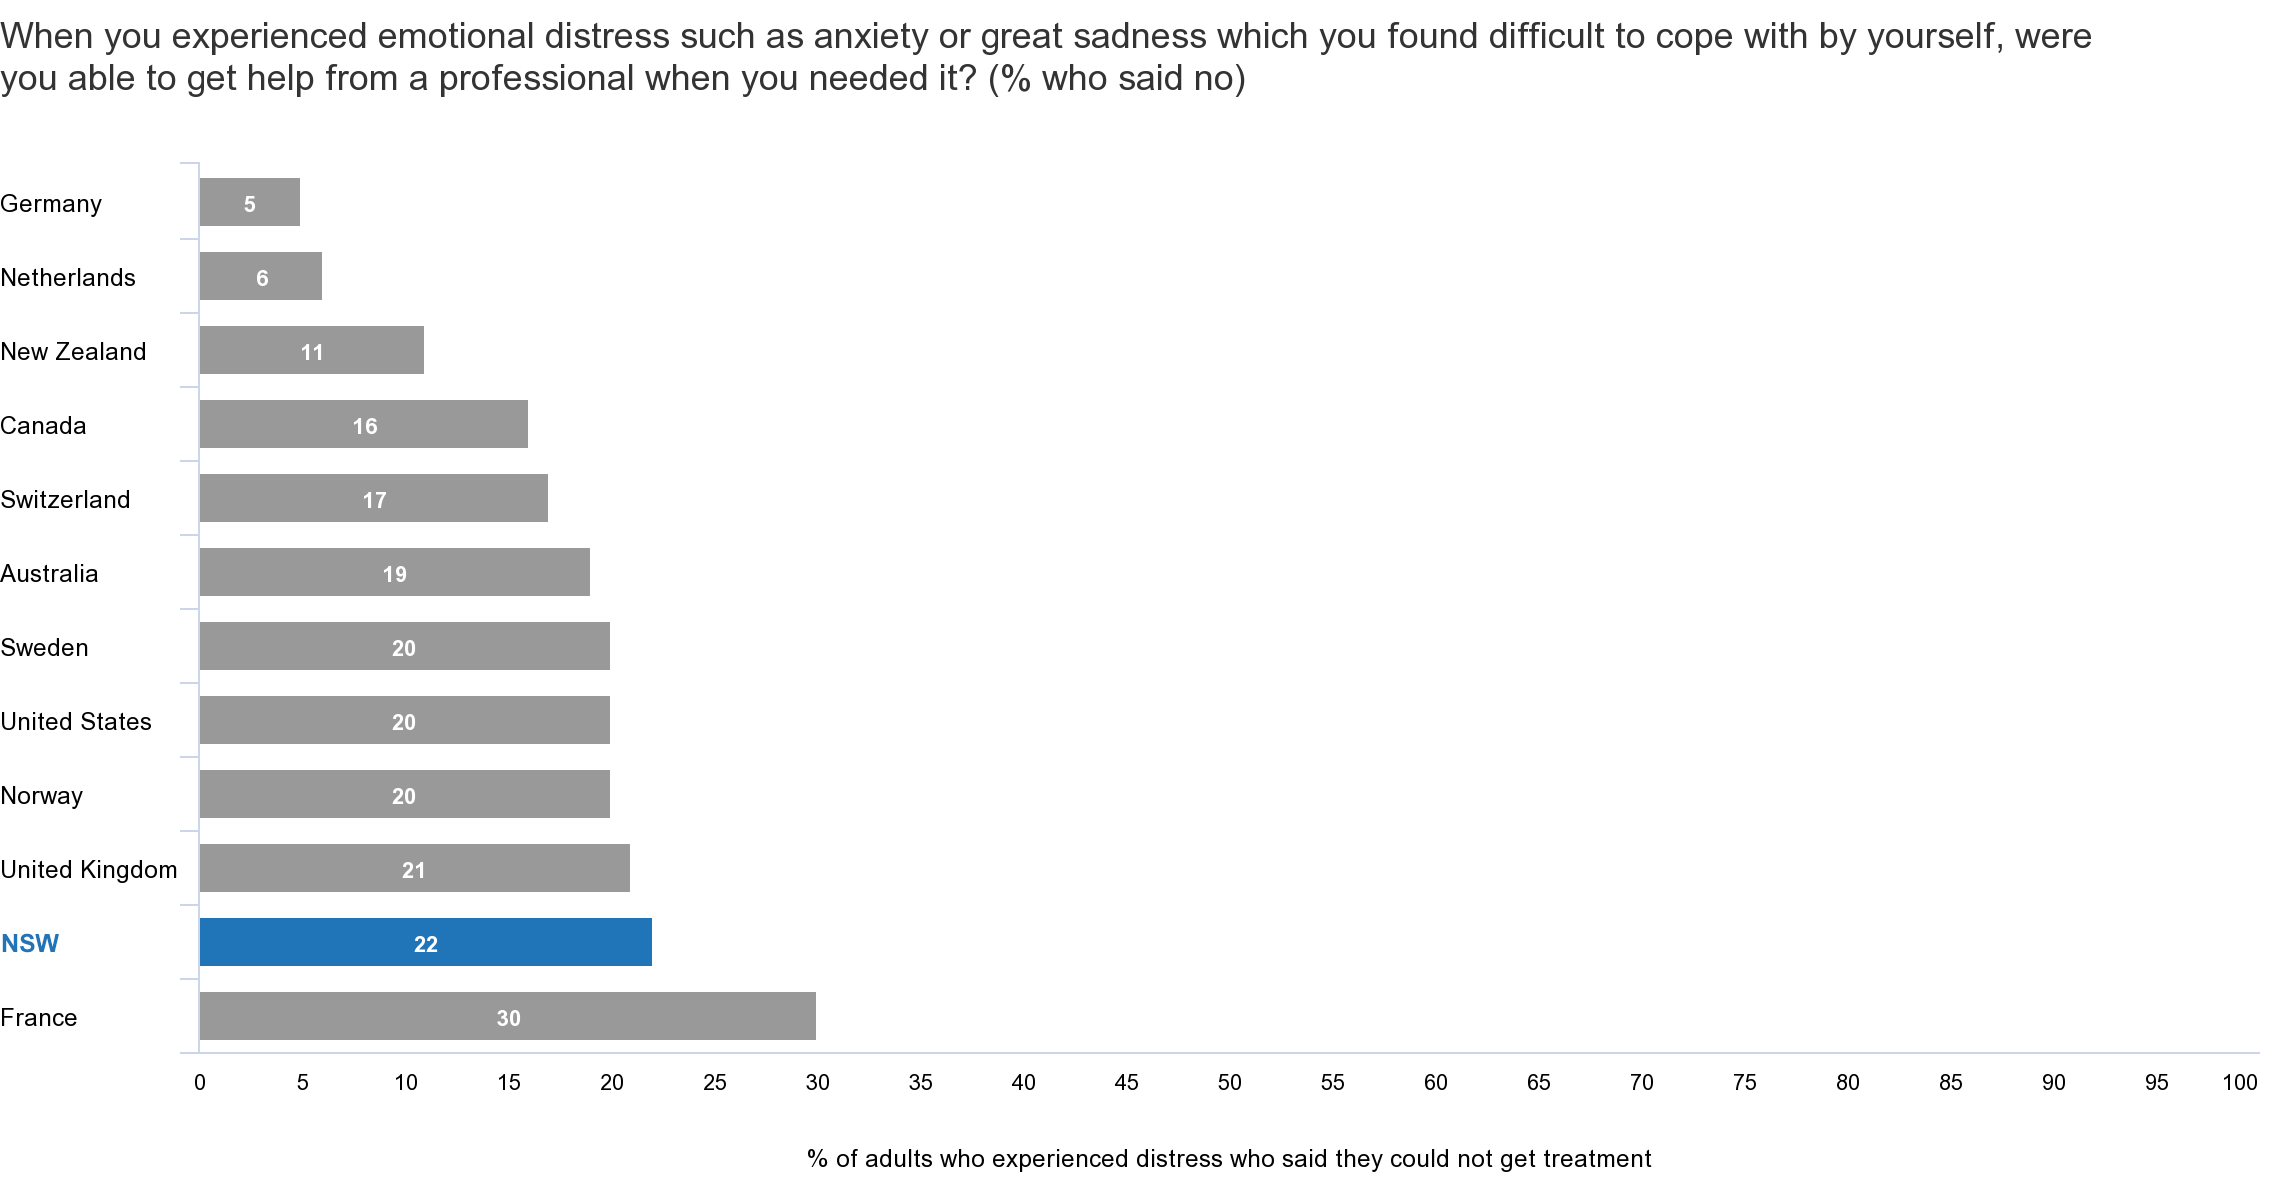 When you experienced emotional distress such as anxiety or great sadness which you found difficult to cope with by yourself, were
you able to get help from a professional when you needed it? (% who said no)
Germany 5
Netherlands 6
New Zealand 11
Canada 16
Switzerland 17
Australia 19
Sweden 20
United States 20
Norway 20
United Kingdom 21
NSW 22
France 30
0 5 10 15 20 25 30 35 40 45 50 55 60 65 70 75 80 85 90 95 100
% of adults who experienced distress who said they could not get treatment